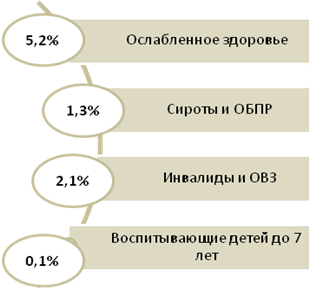 5,2% Ослабленное здоровье
1,3% Сироты и ОБПР
2,1% Инвалиды и ОВЗ
0,1% Воспитывающие детей до 7
лет